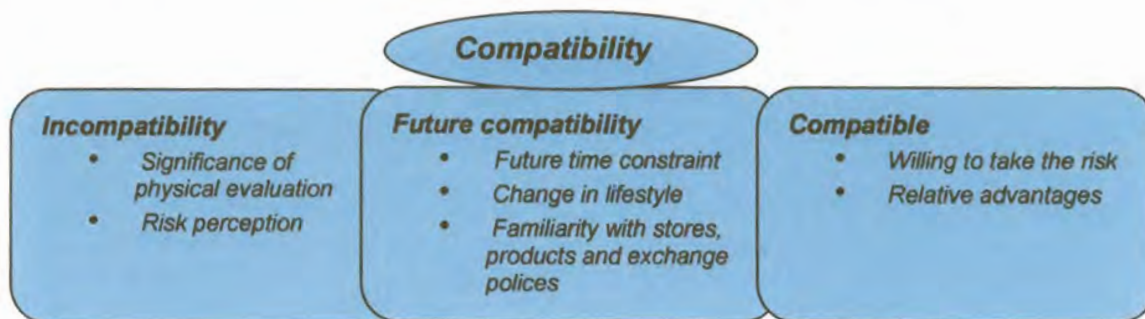 Compatibility
Incompatibility
• Significance of
physical evaluation
• Risk perception
Future compatibility
• Future time constraint
• Change in lifestyle
• Familiarity with stores,
products and exchange
polices
Compatible
• Willing to take the risk
• Relative advantages